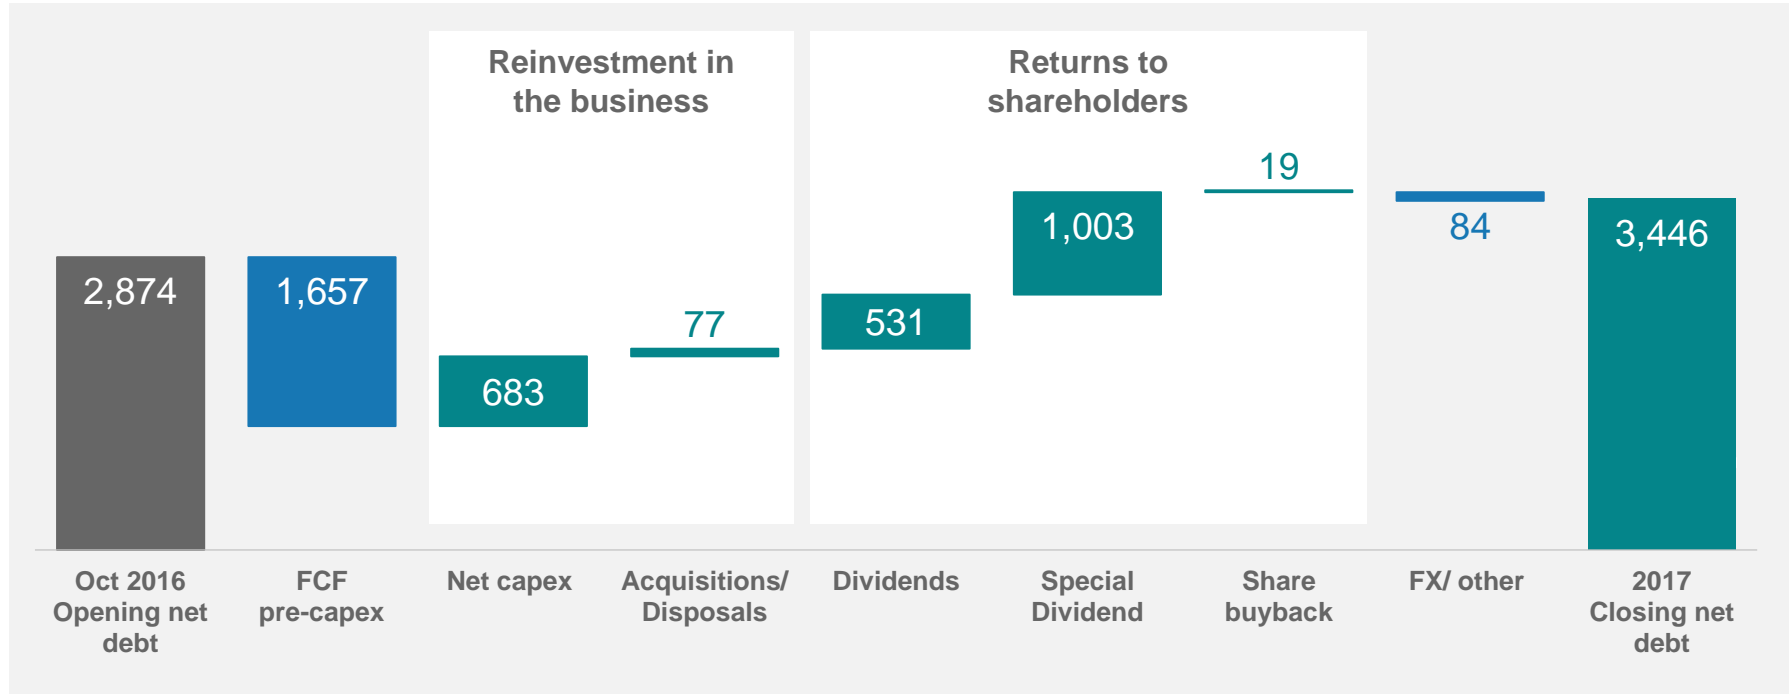 Reinvestment in
the business
Returns to
shareholders
2,874
1,657
683
77
531
1,003
19
84
3,446
Oct 2016
Opening net
debt
FCF
pre-capex
Net capex
Acquisitions/
Disposals
Dividends
Special
Dividend
Share
buyback
FX/ other
2017
Closing net
debt